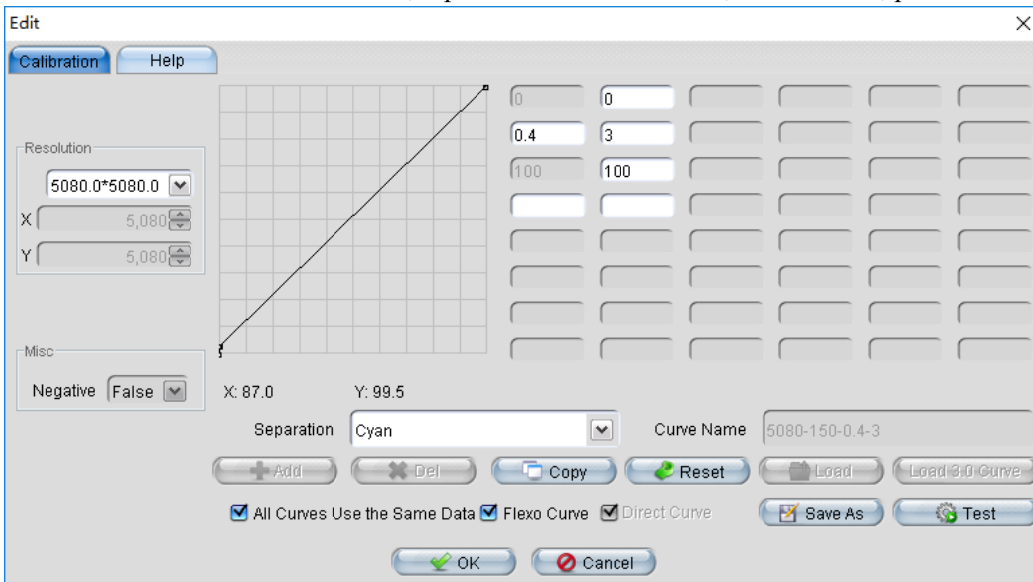 Edit
Calibration
Help
0
0
0.4
3
Resolution
5080.0*5080.0
100
100
X
5,080
Y
5,080
Misc
Negative
False
X: 87.0
Y: 99.5
Separation
Cyan
Curve Name
5080-150-0.4-3
Add
Del
Copy
Reset
Load
Load 3.0 Curve
All Curves Use the Same Data
Flexo Curve
Direct Curve
Save As
Test
OK
Cancel